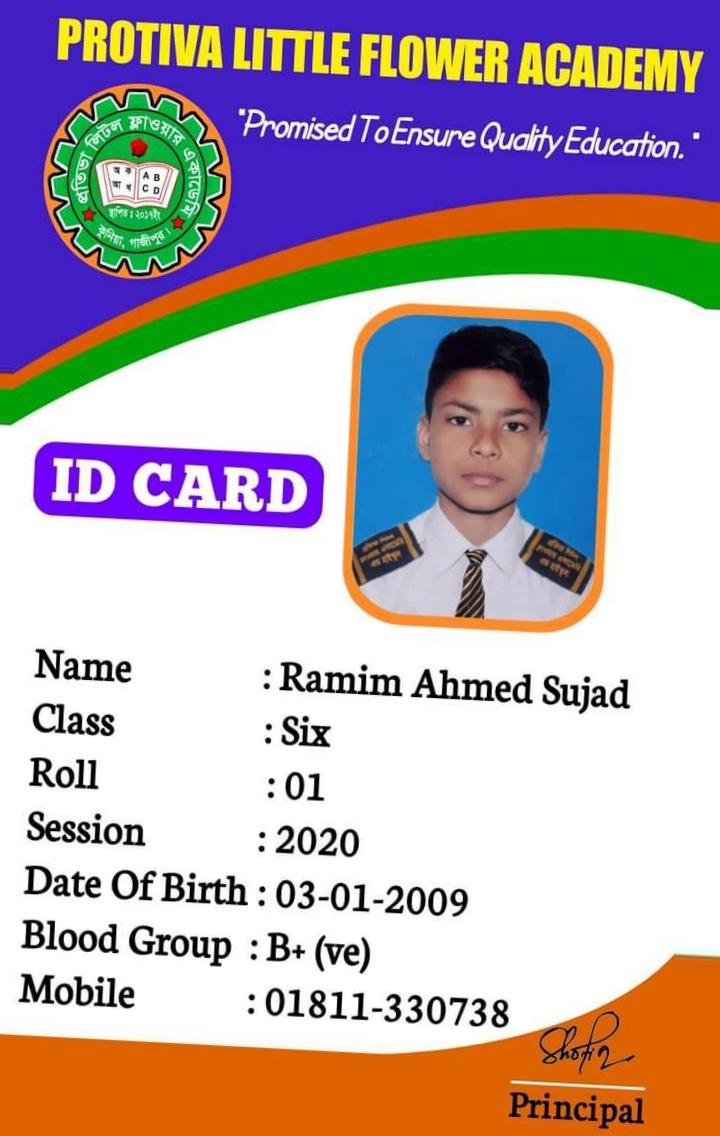 PROTIVA LITTLE FLOWER ACADEMY
"Promised To Ensure Quality Education."
প্রতিভা লিটল ফ্লাওয়ার একাডেমি
অ ক A B
আ খ C D
স্থাপিত : ২০১৭ইং
কুনিয়া, গাজীপুর।
ID CARD
Name : Ramim Ahmed Sujad
Class : Six
Roll : 01
Session : 2020
Date Of Birth : 03-01-2009
Blood Group : B+ (ve)
Mobile : 01811-330738
Shofiq
Principal